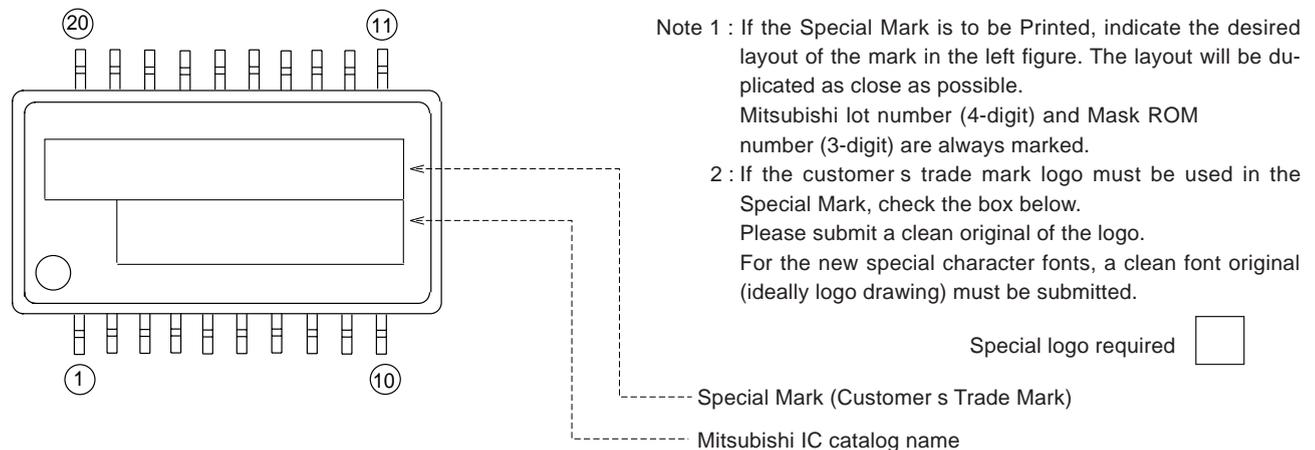 20
11
1
10
Note 1 : If the Special Mark is to be Printed, indicate the desired
layout of the mark in the left figure. The layout will be du-
plicated as close as possible.
Mitsubishi lot number (4-digit) and Mask ROM
number (3-digit) are always marked.
2 : If the customer s trade mark logo must be used in the
Special Mark, check the box below.
Please submit a clean original of the logo.
For the new special character fonts, a clean font original
(ideally logo drawing) must be submitted.
Special logo required
Special Mark (Customer s Trade Mark)
Mitsubishi IC catalog name